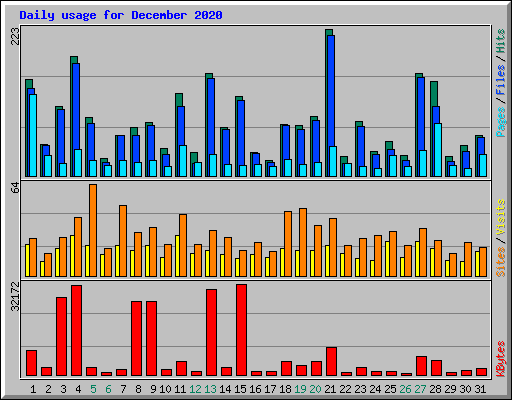 Daily usage for December 2020
223
Pages / Files / Hits
64
Sites / Visits
32172
KBytes
1 2 3 4 5 6 7 8 9 10 11 12 13 14 15 16 17 18 19 20 21 22 23 24 25 26 27 28 29 30 31